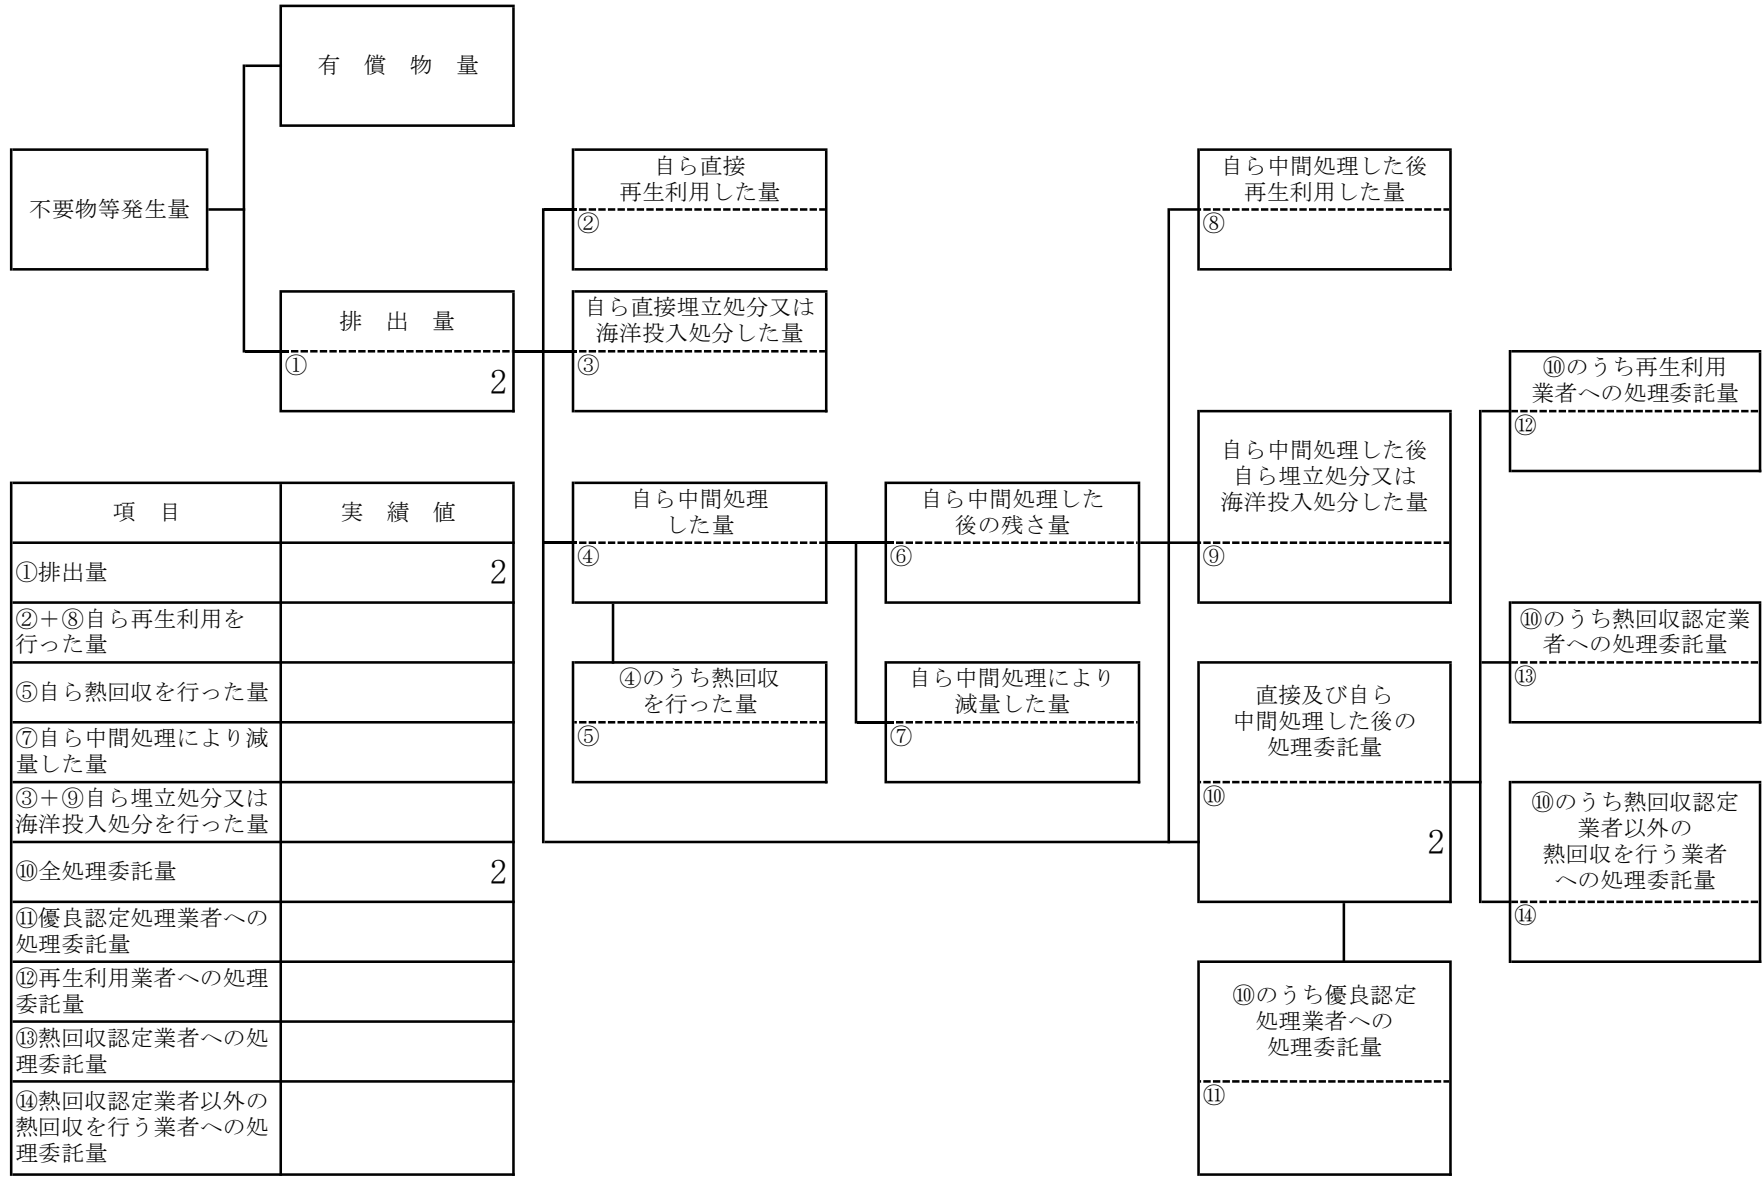 有 償 物 量
不要物等発生量
排 出 量
①
2
自ら直接
再生利用した量
②
自ら直接埋立処分又は
海洋投入処分した量
③
自ら中間処理
した量
④
④のうち熱回収
を行った量
⑤
自ら中間処理した
後の残さ量
⑥
自ら中間処理により
減量した量
⑦
自ら中間処理した後
再生利用した量
⑧
自ら中間処理した後
自ら埋立処分又は
海洋投入処分した量
⑨
直接及び自ら
中間処理した後の
処理委託量
⑩
2
⑩のうち優良認定
処理業者への
処理委託量
⑪
⑩のうち再生利用
業者への処理委託量
⑫
⑩のうち熱回収認定業
者への処理委託量
⑬
⑩のうち熱回収認定
業者以外の
熱回収を行う業者
への処理委託量
⑭
項 目 実 績 値
①排出量 2
②＋⑧自ら再生利用を
行った量
⑤自ら熱回収を行った量
⑦自ら中間処理により減
量した量
③＋⑨自ら埋立処分又は
海洋投入処分を行った量
⑩全処理委託量 2
⑪優良認定処理業者への
処理委託量
⑫再生利用業者への処理
委託量
⑬熱回収認定業者への処
理委託量
⑭熱回収認定業者以外の
熱回収を行う業者への処
理委託量